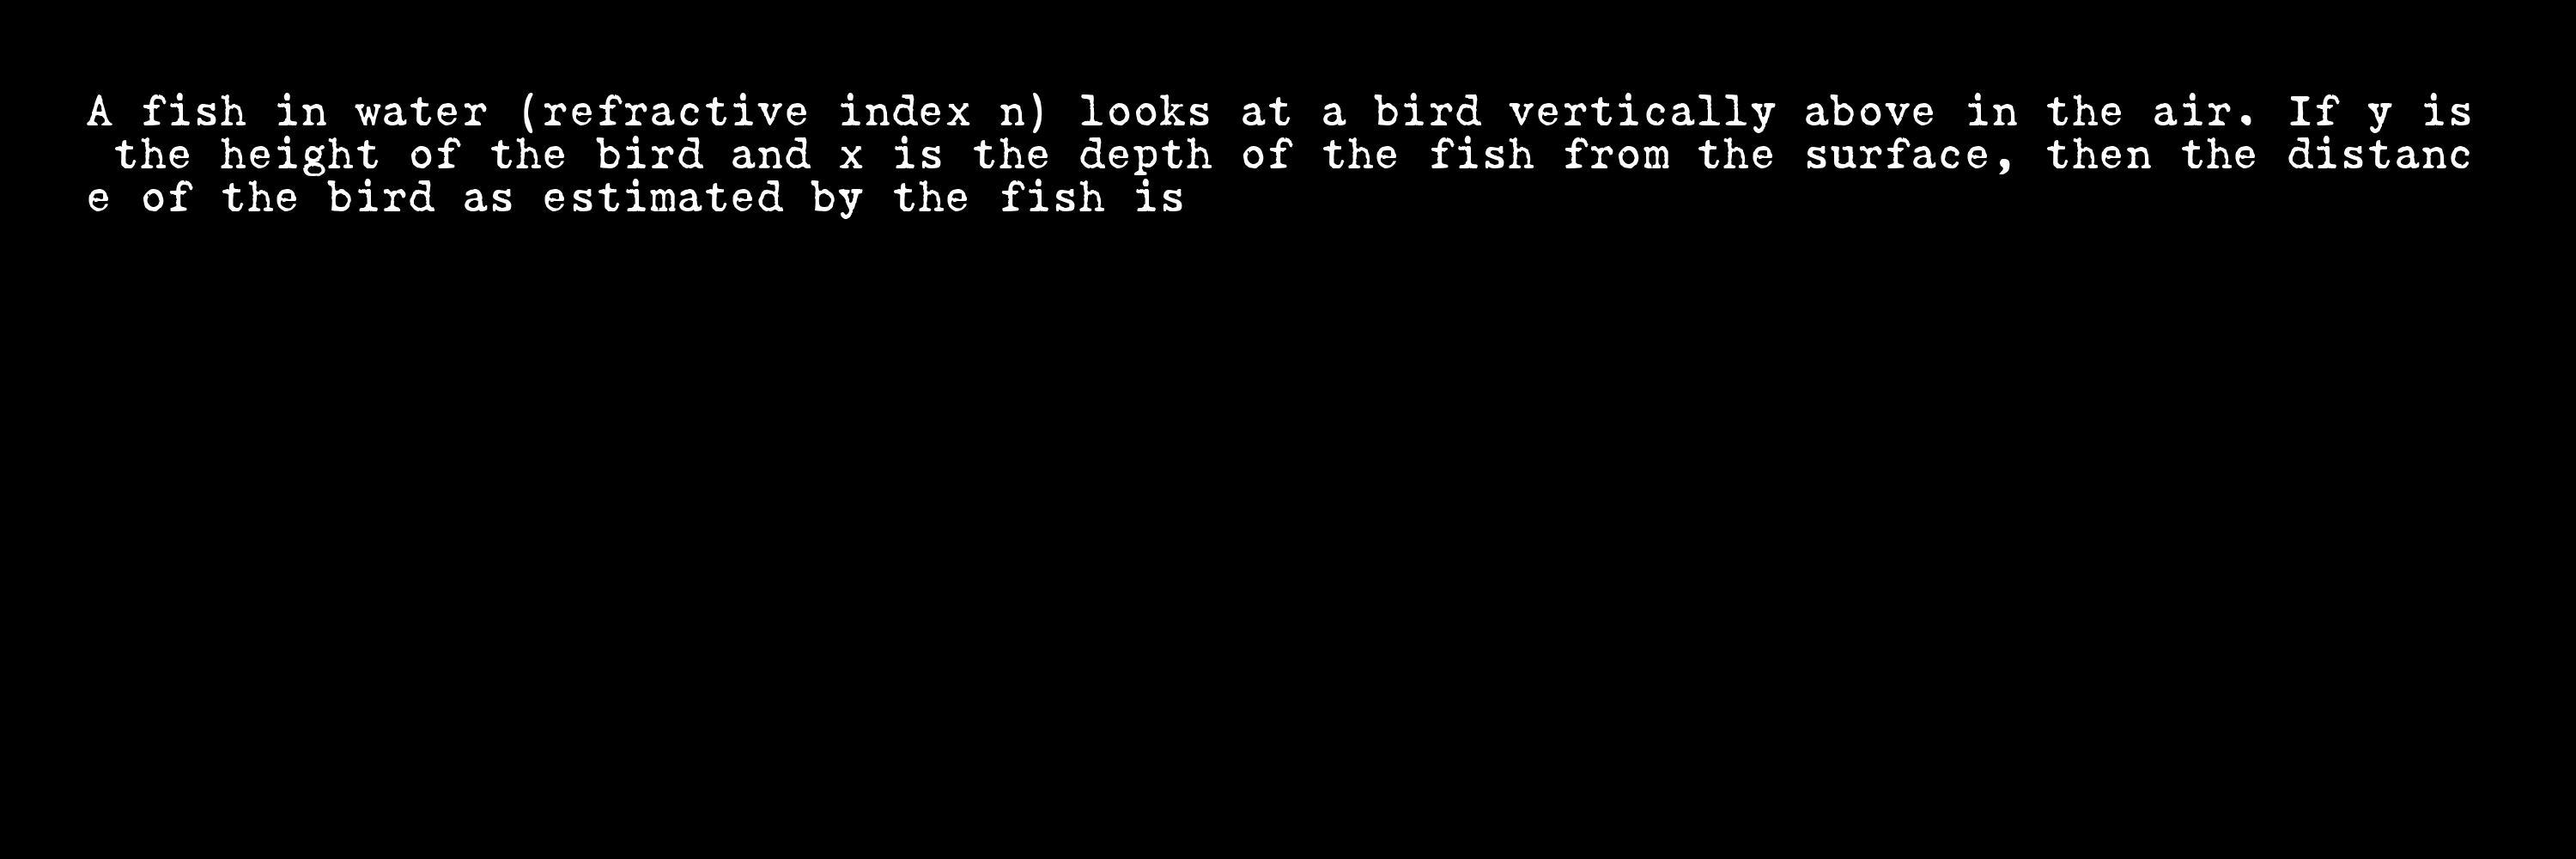 A fish in water (refractive index n) looks at a bird vertically above in the air. If y is
the height of the bird and x is the depth of the fish from the surface, then the distanc
e of the bird as estimated by the fish is